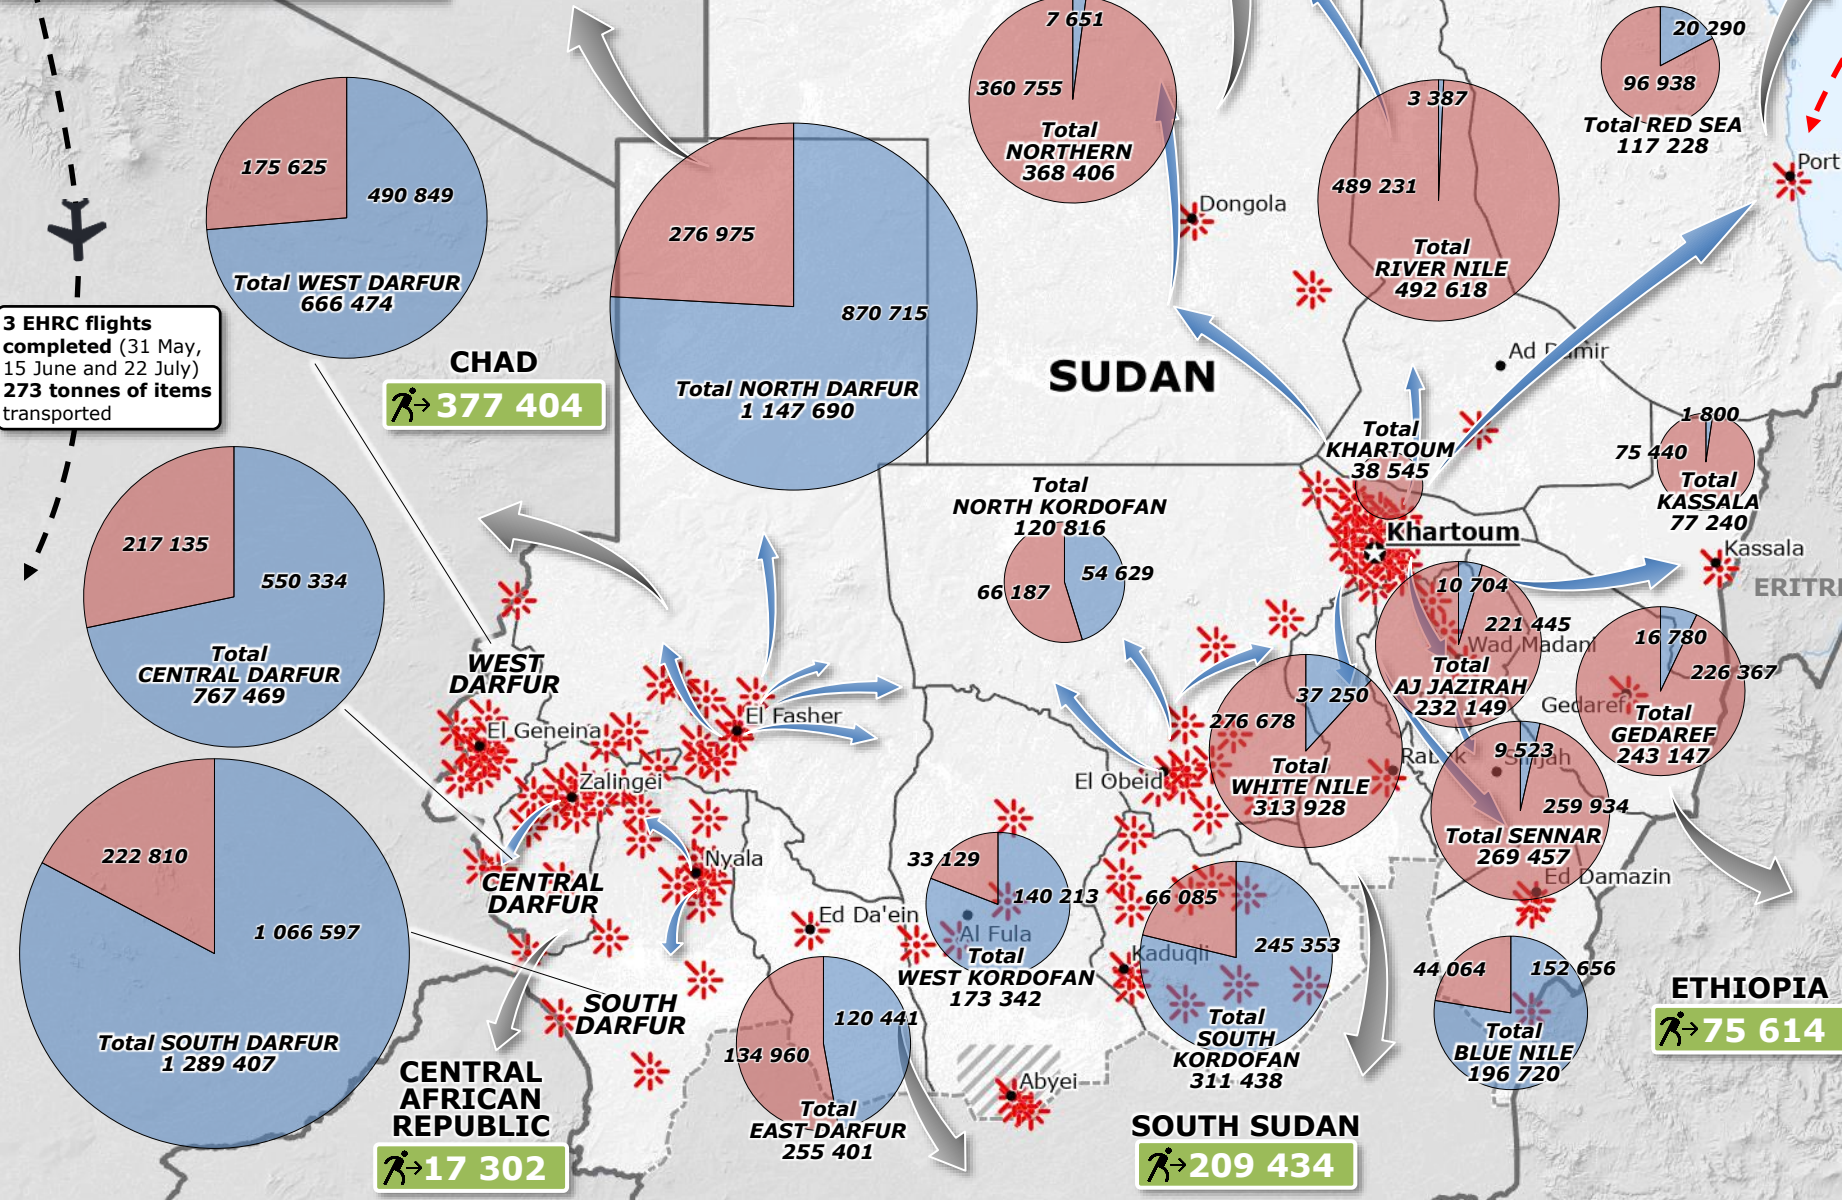 7 651
360 755
Total
NORTHERN
368 406
3 387
489 231
Total
RIVER NILE
492 618
20 290
96 938
Total RED SEA
117 228
Port
175 625
490 849
Total WEST DARFUR
666 474
276 975
870 715
Total NORTH DARFUR
1 147 690
Dongola
3 EHRC flights
completed (31 May,
15 June and 22 July)
273 tonnes of items
transported
CHAD
377 404
SUDAN
Ad Damir
Total
KHARTOUM
38 545
1 800
75 440
Total
KASSALA
77 240
Total
NORTH KORDOFAN
120 816
66 187
54 629
Khartoum
Kassala
ERITRE
217 135
550 334
Total
CENTRAL DARFUR
767 469
10 704
221 445
Wad Madani
Total
AJ JAZIRAH
232 149
16 780
226 367
Gedaref
Total
GEDAREF
243 147
WEST
DARFUR
El Geneina
El Fasher
37 250
276 678
Total
WHITE NILE
313 928
Rabak
9 523
Sinjah
259 934
Total SENNAR
269 457
Zalingei
El Obeid
Nyala
222 810
1 066 597
Total SOUTH DARFUR
1 289 407
CENTRAL
DARFUR
Ed Da'ein
33 129
140 213
Al Fula
Total
WEST KORDOFAN
173 342
66 085
245 353
Kaduqli
Total
SOUTH
KORDOFAN
311 438
Ed Damazin
44 064
152 656
Total
BLUE NILE
196 720
SOUTH
DARFUR
120 441
134 960
Total
EAST DARFUR
255 401
Abyei
ETHIOPIA
75 614
CENTRAL
AFRICAN
REPUBLIC
17 302
SOUTH SUDAN
209 434